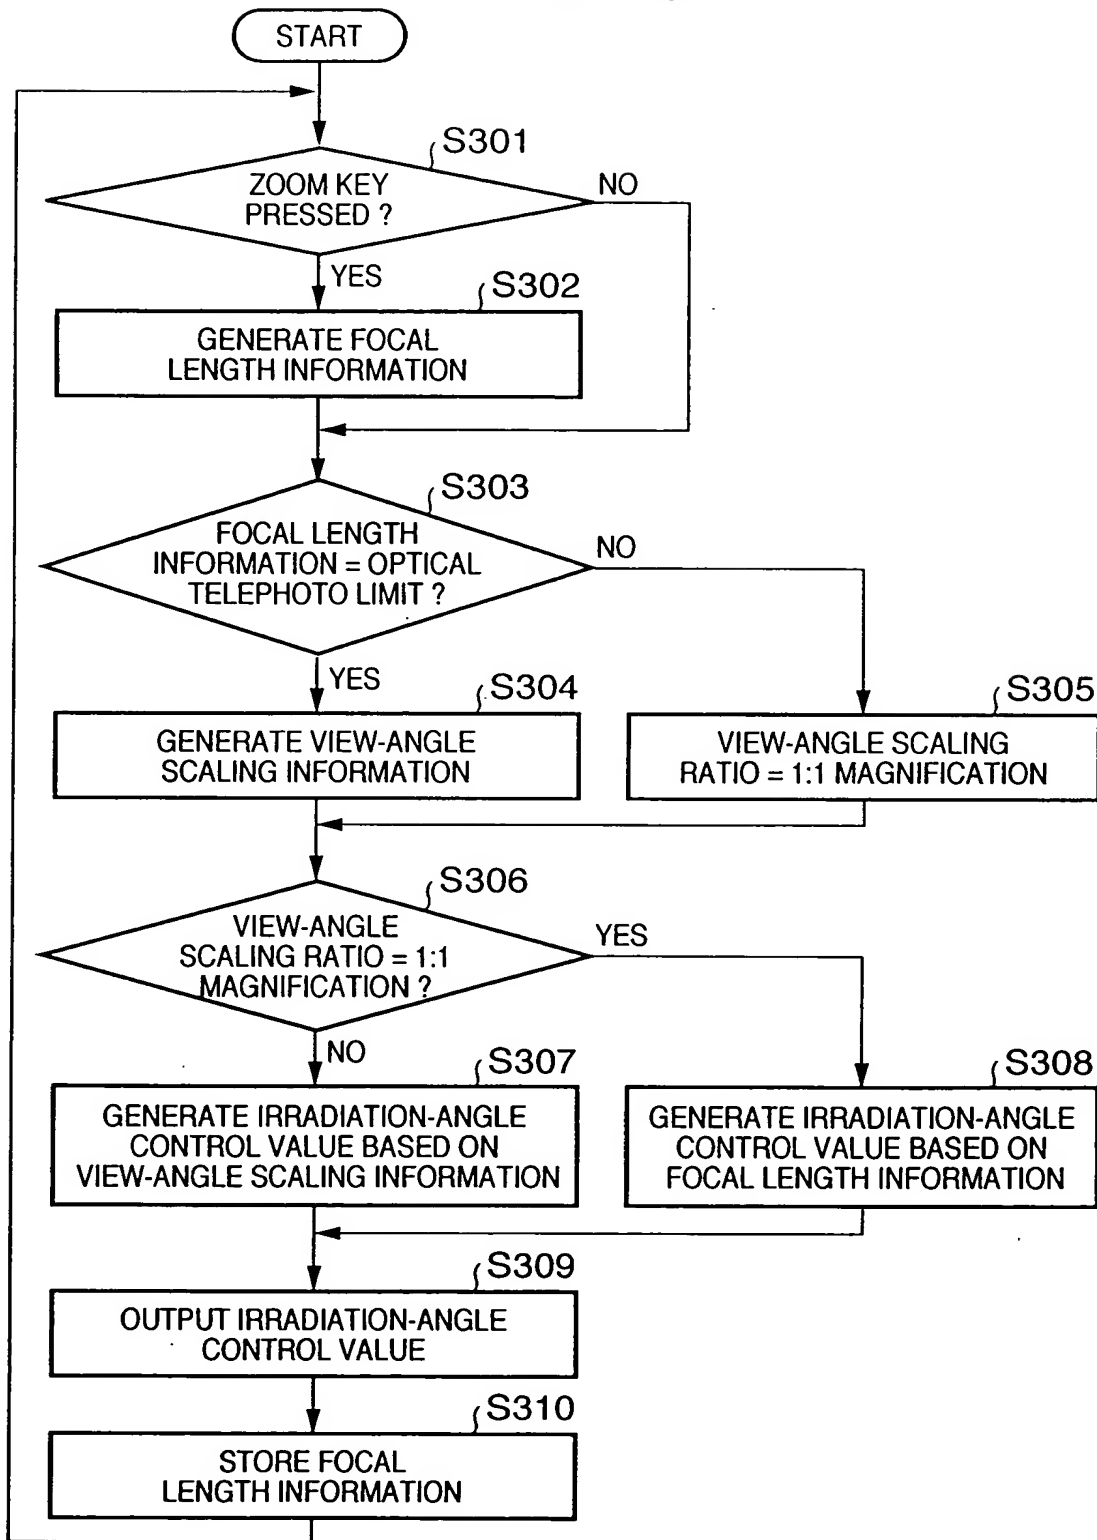 START
S301
ZOOM KEY
PRESSED ?
NO
YES
S302
GENERATE FOCAL
LENGTH INFORMATION
S303
FOCAL LENGTH
INFORMATION = OPTICAL
TELEPHOTO LIMIT ?
NO
YES
S304
GENERATE VIEW-ANGLE
SCALING INFORMATION
S305
VIEW-ANGLE SCALING
RATIO = 1:1 MAGNIFICATION
S306
VIEW-ANGLE
SCALING RATIO = 1:1
MAGNIFICATION ?
YES
NO
S307
GENERATE IRRADIATION-ANGLE
CONTROL VALUE BASED ON
VIEW-ANGLE SCALING INFORMATION
S308
GENERATE IRRADIATION-ANGLE
CONTROL VALUE BASED ON
FOCAL LENGTH INFORMATION
S309
OUTPUT IRRADIATION-ANGLE
CONTROL VALUE
S310
STORE FOCAL
LENGTH INFORMATION